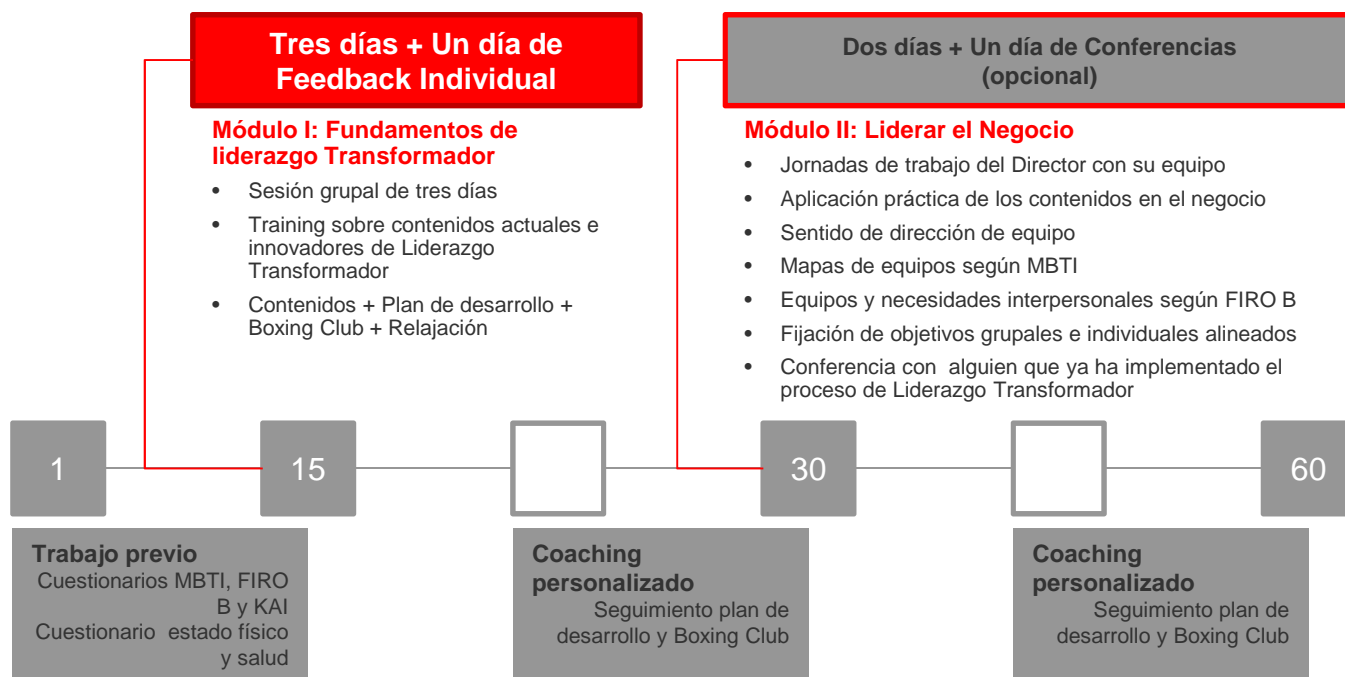 Tres días + Un día de
Feedback Individual
Dos días + Un día de Conferencias
(opcional)
Módulo I: Fundamentos de
liderazgo Transformador
• Sesión grupal de tres días
• Training sobre contenidos actuales e
innovadores de Liderazgo
Transformador
• Contenidos + Plan de desarrollo +
Boxing Club + Relajación
Módulo II: Liderar el Negocio
• Jornadas de trabajo del Director con su equipo
• Aplicación práctica de los contenidos en el negocio
• Sentido de dirección de equipo
• Mapas de equipos según MBTI
• Equipos y necesidades interpersonales según FIRO B
• Fijación de objetivos grupales e individuales alineados
• Conferencia con alguien que ya ha implementado el
proceso de Liderazgo Transformador
1
15
30
60
Trabajo previo
Cuestionarios MBTI, FIRO
B y KAI
Cuestionario estado físico
y salud
Coaching
personalizado
Seguimiento plan de
desarrollo y Boxing Club
Coaching
personalizado
Seguimiento plan de
desarrollo y Boxing Club